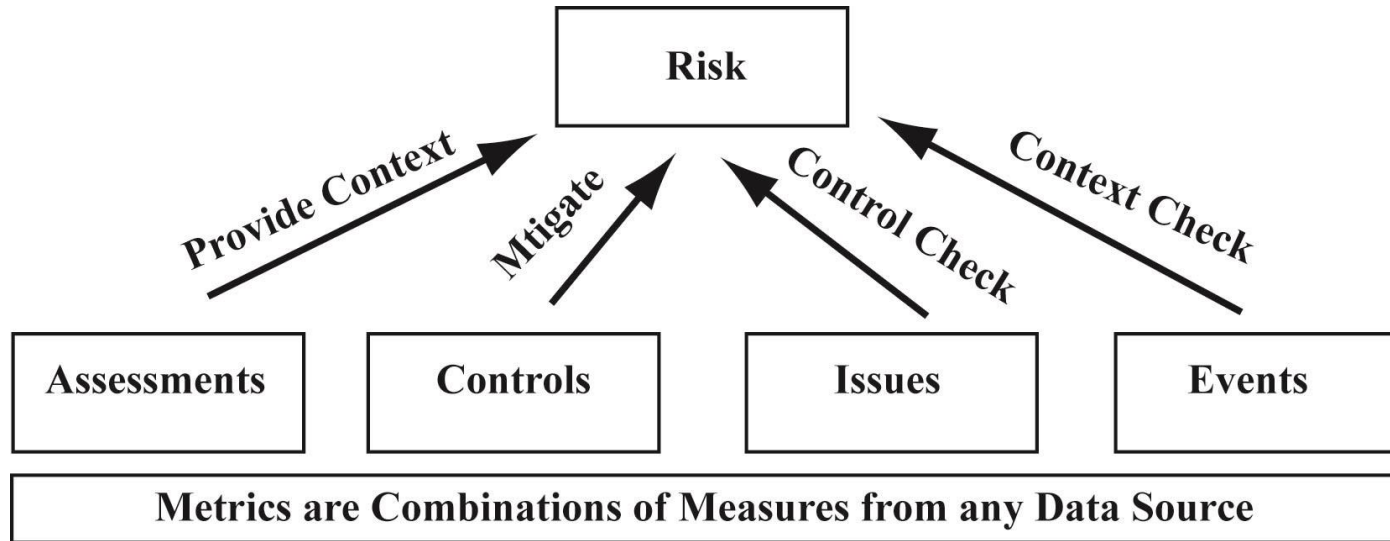 Risk
Provide Context
Mtigate
Control Check
Context Check
Assessments
Controls
Issues
Events
Metrics are Combinations of Measures from any Data Source